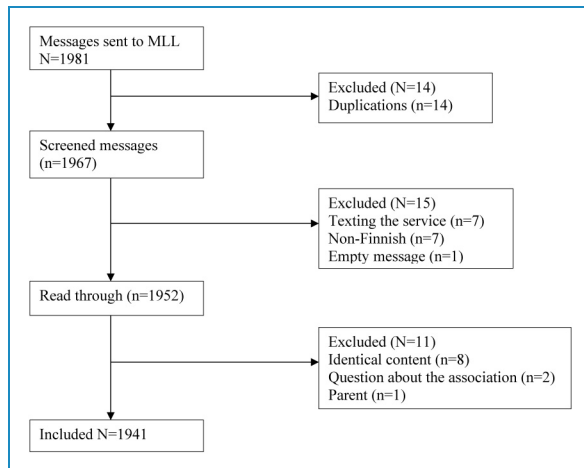 Messages sent to MLL
N=1981
Excluded (N=14)
Duplications (n=14)
Screened messages
(n=1967)
Excluded (N=15)
Texting the service (n=7)
Non-Finnish (n=7)
Empty message (n=1)
Read through (n=1952)
Excluded (N=11)
Identical content (n=8)
Question about the association (n=2)
Parent (n=1)
Included N=1941